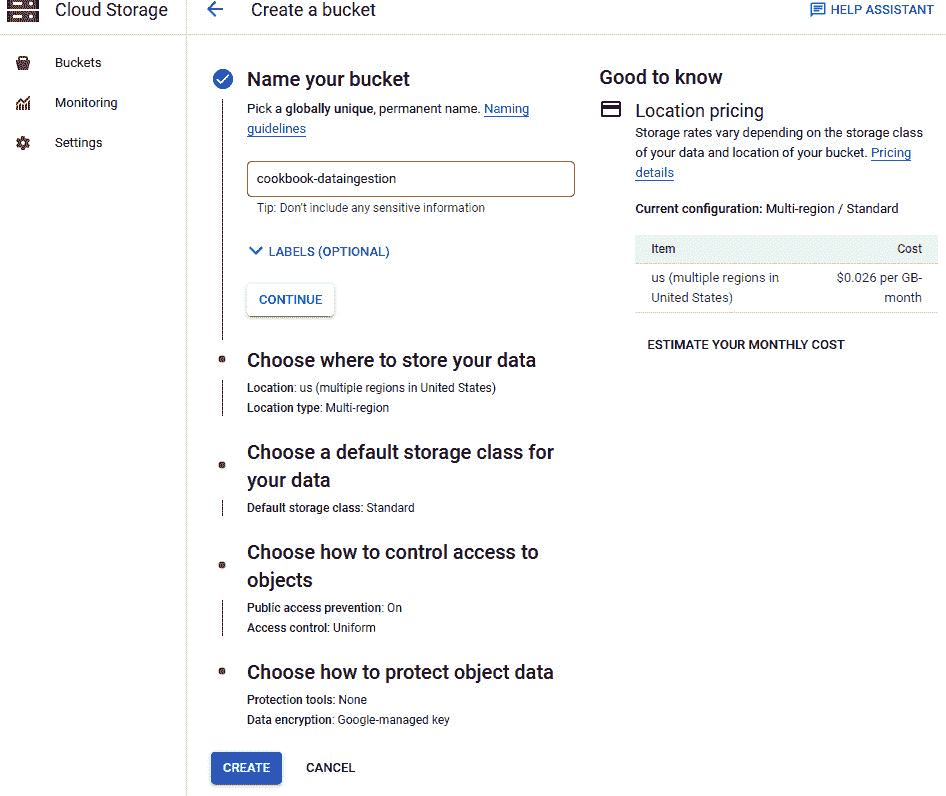 Cloud Storage
Create a bucket
HELP ASSISTANT
Buckets
Monitoring
Settings
Name your bucket
Pick a globally unique, permanent name. Naming
guidelines
cookbook-dataingestion
Tip: Don't include any sensitive information
LABELS (OPTIONAL)
CONTINUE
Choose where to store your data
Location: us (multiple regions in United States)
Location type: Multi-region
Choose a default storage class for
your data
Default storage class: Standard
Choose how to control access to
objects
Public access prevention: On
Access control: Uniform
Choose how to protect object data
Protection tools: None
Data encryption: Google-managed key
CREATE
CANCEL
Good to know
Location pricing
Storage rates vary depending on the storage class
of your data and location of your bucket. Pricing
details
Current configuration: Multi-region / Standard
Item Cost
us (multiple regions in $0.026 per GB-
United States) month
ESTIMATE YOUR MONTHLY COST